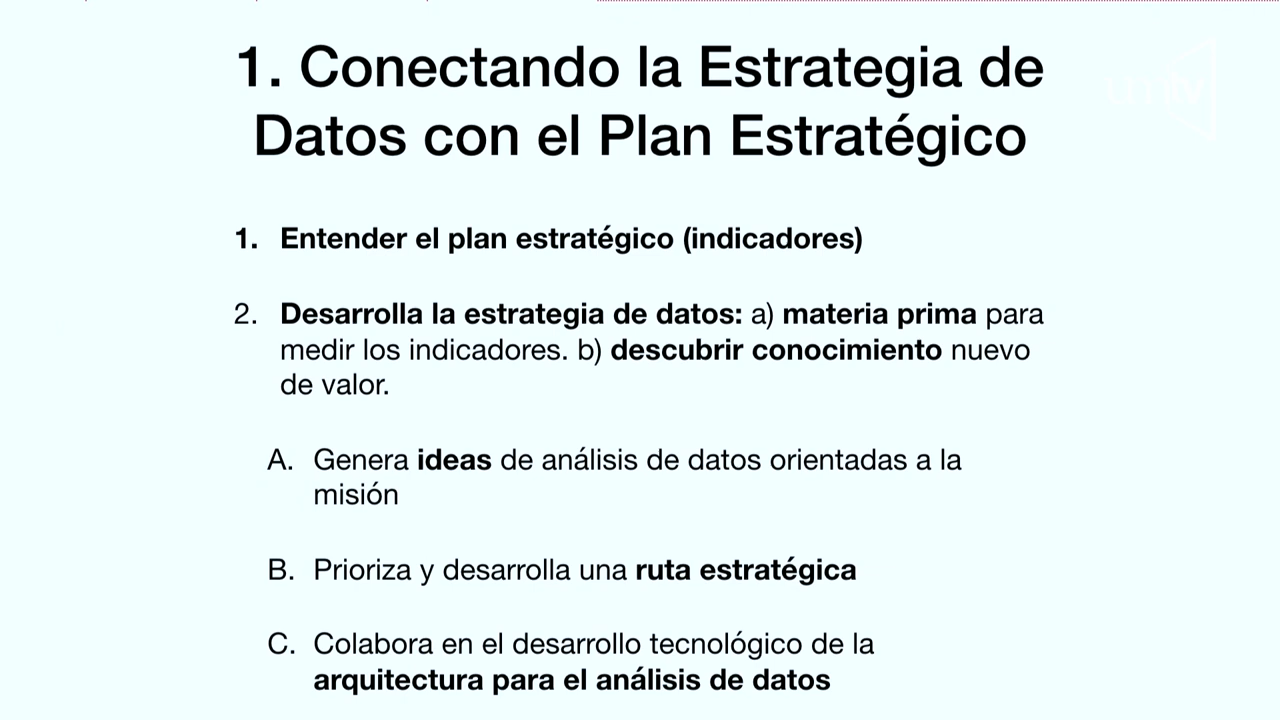 1. Conectando la Estrategia de
Datos con el Plan Estratégico
1. Entender el plan estratégico (indicadores)
2. Desarrolla la estrategia de datos: a) materia prima para
medir los indicadores. b) descubrir conocimiento nuevo
de valor.
A. Genera ideas de análisis de datos orientadas a la
misión
B. Prioriza y desarrolla una ruta estratégica
C. Colabora en el desarrollo tecnológico de la
arquitectura para el análisis de datos